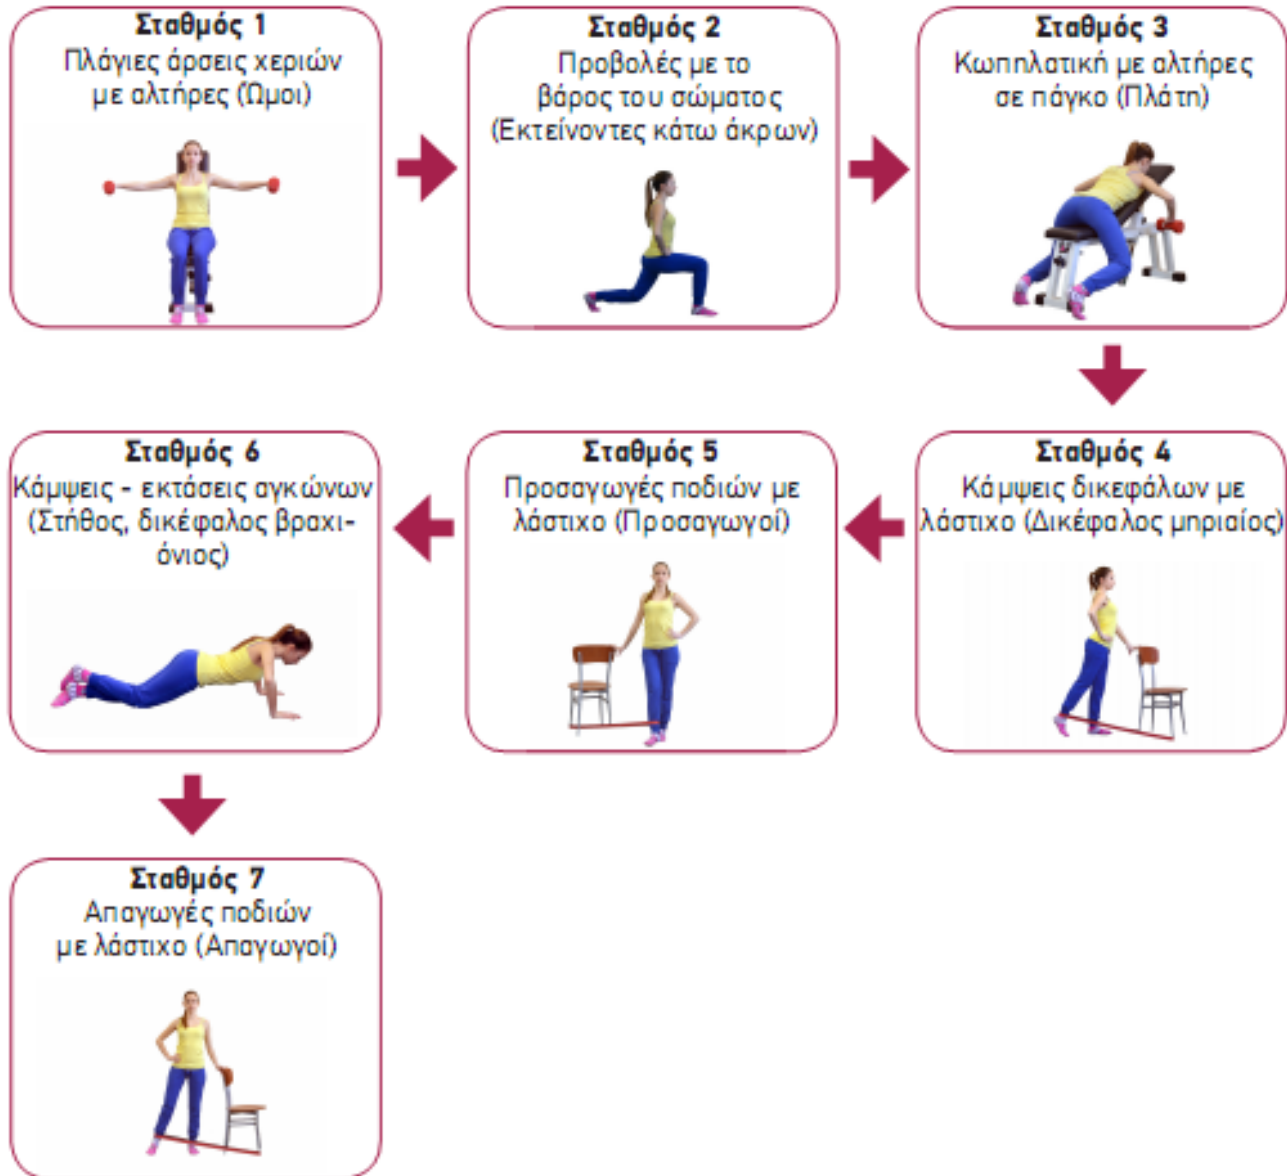 Σταθμός 1
Πλάγιες άρσεις χεριών
με αλτήρες (Ώμοι)
Σταθμός 2
Προβολές με το
βάρος του σώματος
(Εκτείνοντες κάτω άκρων)
Σταθμός 3
Κωπηλατική με αλτήρες
σε πάγκο (Πλάτη)
Σταθμός 4
Κάμψεις δικεφάλων με
λάστιχο (Δικέφαλος μηριαίος)
Σταθμός 5
Προσαγωγές ποδιών με
λάστιχο (Προσαγωγοί)
Σταθμός 6
Κάμψεις - εκτάσεις αγκώνων
(Στήθος, δικέφαλος βραχι-
όνιος)
Σταθμός 7
Απαγωγές ποδιών
με λάστιχο (Απαγωγοί)